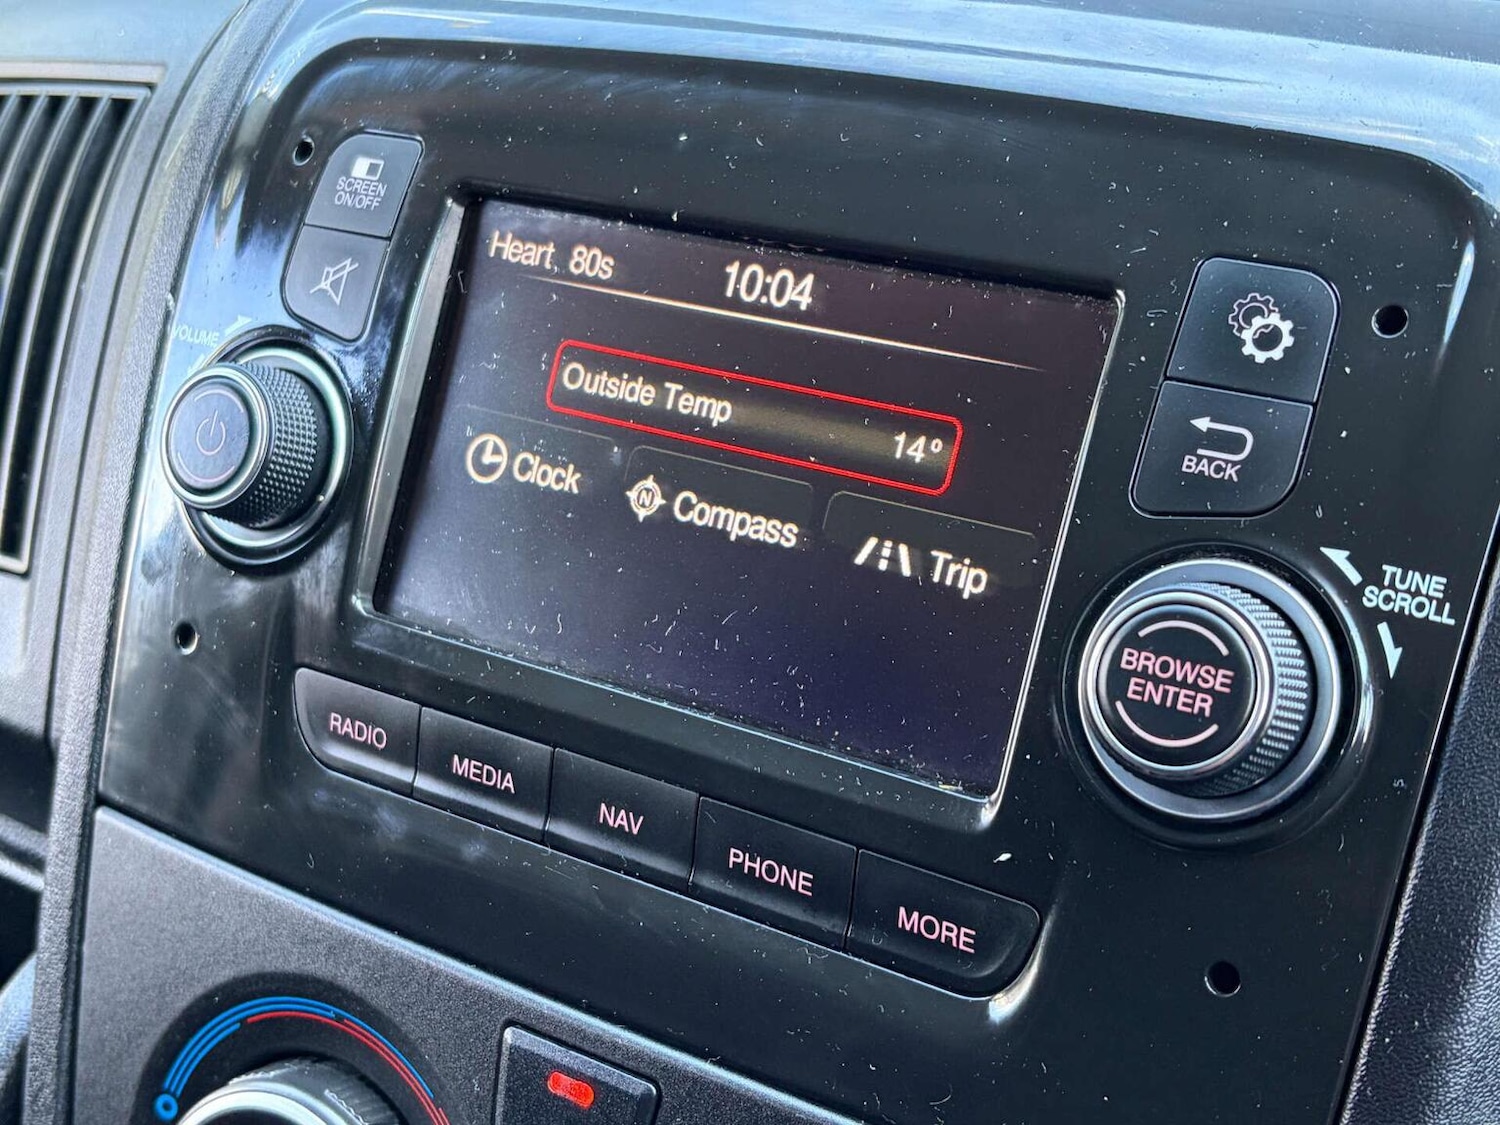 SCREEN
ON/OFF
Heart 80s
10:04
VOLUME
Outside Temp
14°
Clock
N
Compass
Trip
BACK
TUNE
SCROLL
BROWSE
ENTER
RADIO
MEDIA
NAV
PHONE
MORE